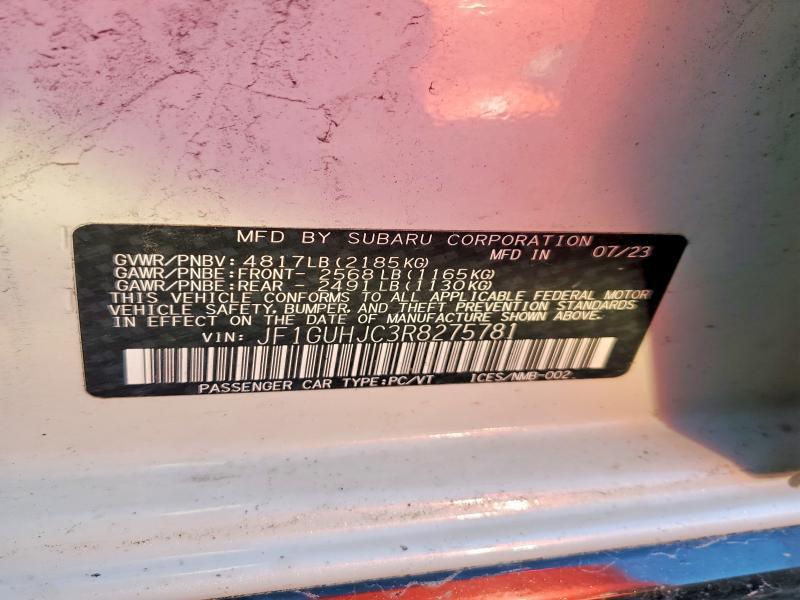 MFD BY SUBARU CORPORATION
MFD IN 07/23
GVWR/PNBV: 4817LB(2185KG)
GAWR/PNBE:FRONT- 2568LB(1165KG)
GAWR/PNBE:REAR - 2491LB(1130KG)
THIS VEHICLE CONFORMS TO ALL APPLICABLE FEDERAL MOTOR
VEHICLE SAFETY, BUMPER, AND THEFT PREVENTION STANDARDS
IN EFFECT ON THE DATE OF MANUFACTURE SHOWN ABOVE.
VIN: JF1GUHJC3R8275781
PASSENGER CAR TYPE:PC/VT ICES/NMB-002